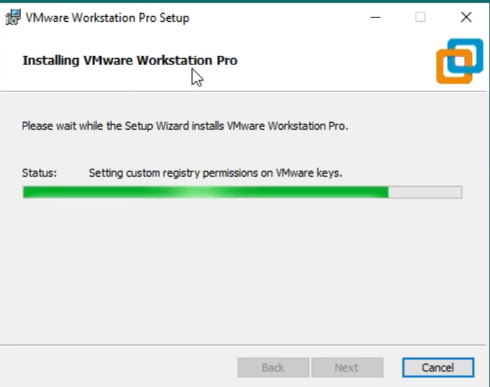 VMware Workstation Pro Setup
Installing VMware Workstation Pro
Please wait while the Setup Wizard installs VMware Workstation Pro.
Status: Setting custom registry permissions on VMware keys.
Back Next Cancel